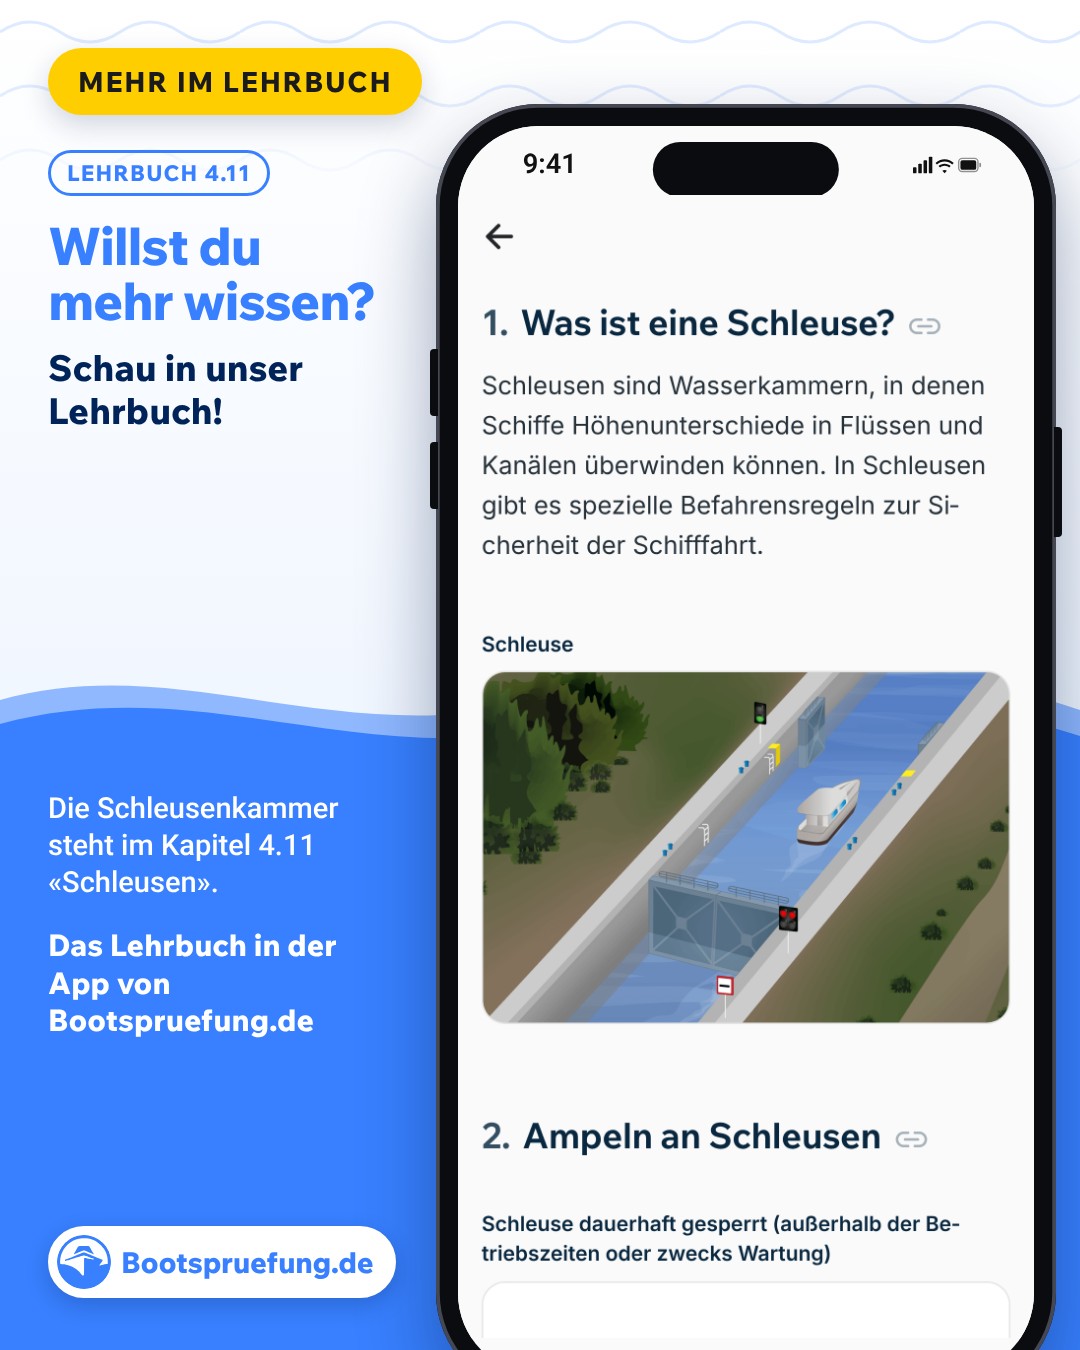 MEHR IM LEHRBUCH
LEHRBUCH 4.11
Willst du
mehr wissen?
Schau in unser
Lehrbuch!
Die Schleusenkammer
steht im Kapitel 4.11
«Schleusen».
Das Lehrbuch in der
App von
Bootspruefung.de
Bootspruefung.de
9:41
1. Was ist eine Schleuse?
Schleusen sind Wasserkammern, in denen
Schiffe Höhenunterschiede in Flüssen und
Kanälen überwinden können. In Schleusen
gibt es spezielle Befahrensregeln zur Si-
cherheit der Schifffahrt.
Schleuse
2. Ampeln an Schleusen
Schleuse dauerhaft gesperrt (außerhalb der Be-
triebszeiten oder zwecks Wartung)